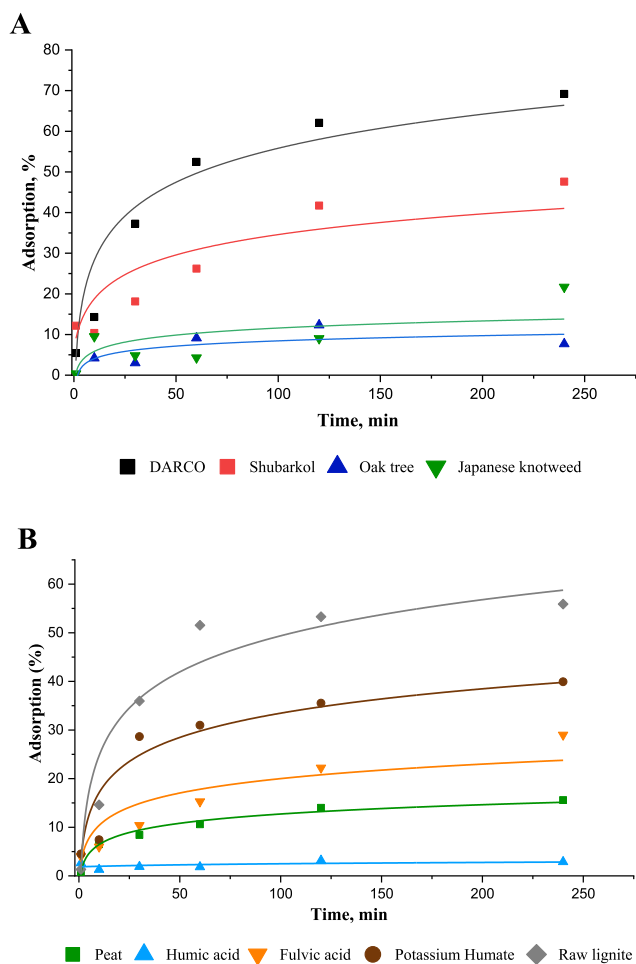 A
80
70
60
50
40
30
20
10
0
Adsorption, %
0 50 100 150 200 250
Time, min
DARCO Shubarkol Oak tree Japanese knotweed
B
60
50
40
30
20
10
0
Adsorption (%)
0 50 100 150 200 250
Time, min
Peat Humic acid Fulvic acid Potassium Humate Raw lignite